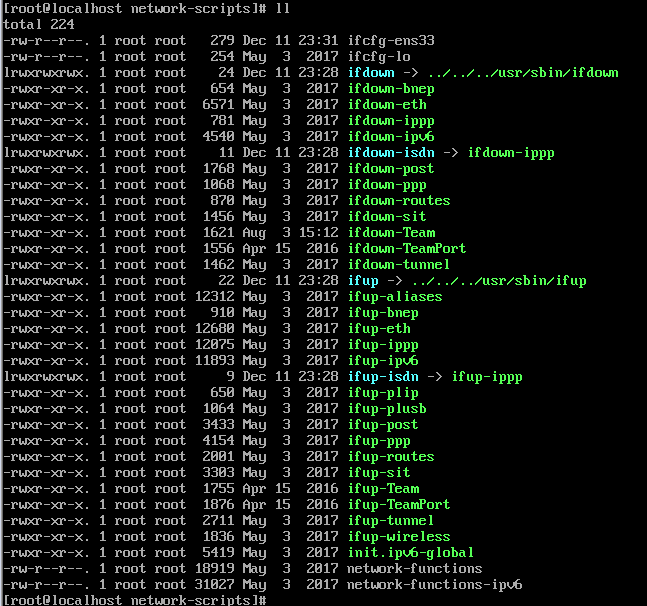 [root@localhost network-scripts]# ll
total 224
-rw-r--r--. 1 root root   279 Dec 11 23:31 ifcfg-ens33
-rw-r--r--. 1 root root   254 May  3  2017 ifcfg-lo
lrwxrwxrwx. 1 root root    24 Dec 11 23:28 ifdown -> ../../../usr/sbin/ifdown
-rwxr-xr-x. 1 root root   654 May  3  2017 ifdown-bnep
-rwxr-xr-x. 1 root root  6571 May  3  2017 ifdown-eth
-rwxr-xr-x. 1 root root   781 May  3  2017 ifdown-ippp
-rwxr-xr-x. 1 root root  4540 May  3  2017 ifdown-ipv6
lrwxrwxrwx. 1 root root    11 Dec 11 23:28 ifdown-isdn -> ifdown-ippp
-rwxr-xr-x. 1 root root  1768 May  3  2017 ifdown-post
-rwxr-xr-x. 1 root root  1068 May  3  2017 ifdown-ppp
-rwxr-xr-x. 1 root root   870 May  3  2017 ifdown-routes
-rwxr-xr-x. 1 root root  1456 May  3  2017 ifdown-sit
-rwxr-xr-x. 1 root root  1621 Aug  3 15:12 ifdown-Team
-rwxr-xr-x. 1 root root  1556 Apr 15  2016 ifdown-TeamPort
-rwxr-xr-x. 1 root root  1462 May  3  2017 ifdown-tunnel
lrwxrwxrwx. 1 root root    22 Dec 11 23:28 ifup -> ../../../usr/sbin/ifup
-rwxr-xr-x. 1 root root 12312 May  3  2017 ifup-aliases
-rwxr-xr-x. 1 root root   910 May  3  2017 ifup-bnep
-rwxr-xr-x. 1 root root 12680 May  3  2017 ifup-eth
-rwxr-xr-x. 1 root root 12075 May  3  2017 ifup-ippp
-rwxr-xr-x. 1 root root 11893 May  3  2017 ifup-ipv6
lrwxrwxrwx. 1 root root     9 Dec 11 23:28 ifup-isdn -> ifup-ippp
-rwxr-xr-x. 1 root root   650 May  3  2017 ifup-plip
-rwxr-xr-x. 1 root root  1064 May  3  2017 ifup-plusb
-rwxr-xr-x. 1 root root  3433 May  3  2017 ifup-post
-rwxr-xr-x. 1 root root  4154 May  3  2017 ifup-ppp
-rwxr-xr-x. 1 root root  2001 May  3  2017 ifup-routes
-rwxr-xr-x. 1 root root  3303 May  3  2017 ifup-sit
-rwxr-xr-x. 1 root root  1755 Apr 15  2016 ifup-Team
-rwxr-xr-x. 1 root root  1876 Apr 15  2016 ifup-TeamPort
-rwxr-xr-x. 1 root root  2711 May  3  2017 ifup-tunnel
-rwxr-xr-x. 1 root root  1836 May  3  2017 ifup-wireless
-rwxr-xr-x. 1 root root  5419 May  3  2017 init.ipv6-global
-rw-r--r--. 1 root root 18919 May  3  2017 network-functions
-rw-r--r--. 1 root root 31027 May  3  2017 network-functions-ipv6
[root@localhost network-scripts]#